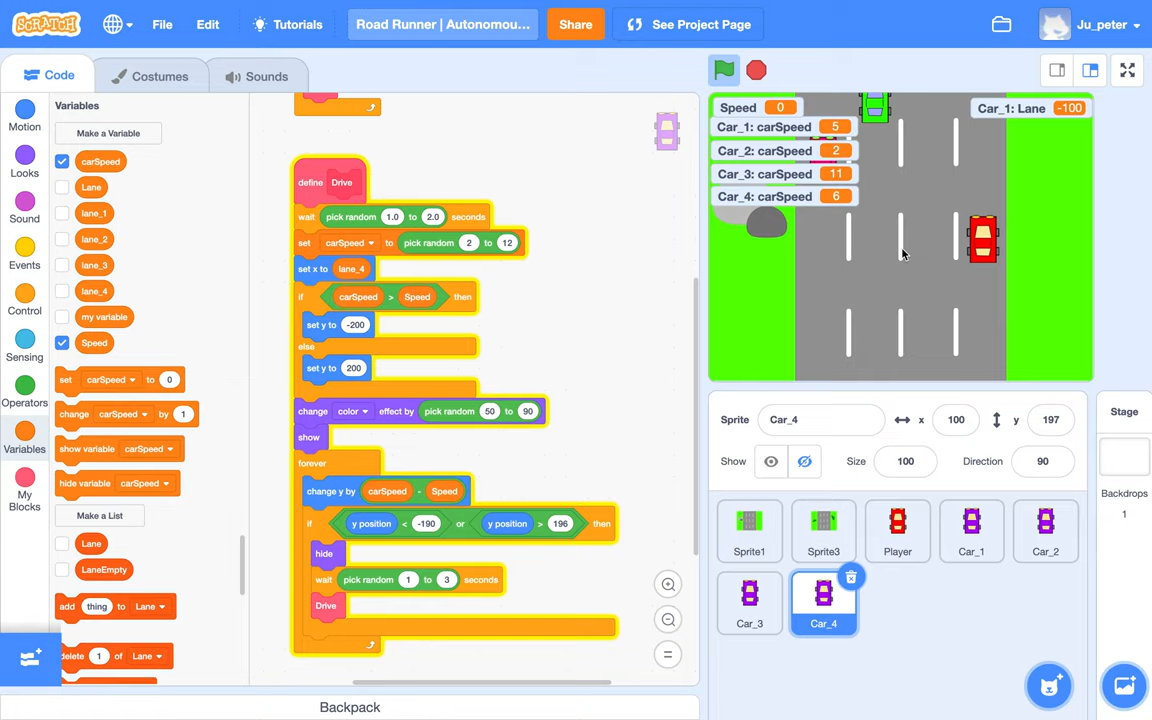 SCRATCH
File
Edit
Tutorials
Road Runner | Autonomou...
Share
See Project Page
Ju_peter
Code
Costumes
Sounds
Motion
Looks
Sound
Events
Control
Sensing
Operators
Variables
My
Blocks
Variables
Make a Variable
carSpeed
Lane
lane_1
lane_2
lane_3
lane_4
my variable
Speed
set carSpeed to 0
change carSpeed by 1
show variable carSpeed
hide variable carSpeed
Make a List
Lane
LaneEmpty
add thing to Lane
delete 1 of Lane
define Drive
wait pick random 1.0 to 2.0 seconds
set carSpeed to pick random 2 to 12
set x to lane_4
if carSpeed > Speed then
set y to -200
else
set y to 200
change color effect by pick random 50 to 90
show
forever
change y by carSpeed - Speed
if y position < -190 or y position > 196 then
hide
wait pick random 1 to 3 seconds
Drive
Backpack
Speed 0
Car_1: carSpeed 5
Car_2: carSpeed 2
Car_3: carSpeed 11
Car_4: carSpeed 6
Car_1: Lane -100
Sprite Car_4 x 100 y 197
Show Size 100 Direction 90
Sprite1
Sprite3
Player
Car_1
Car_2
Car_3
Car_4
Stage
Backdrops
1